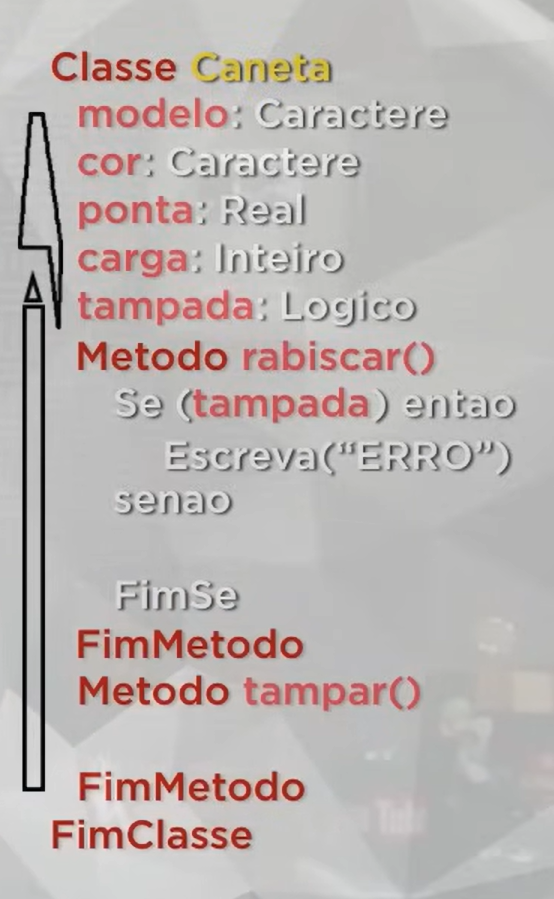 Classe Caneta
modelo: Caractere
cor: Caractere
ponta: Real
carga: Inteiro
tampada: Logico
Metodo rabiscar()
Se (tampada) entao
Escreva(“ERRO”)
senao
FimSe
FimMetodo
Metodo tampar()
FimMetodo
FimClasse